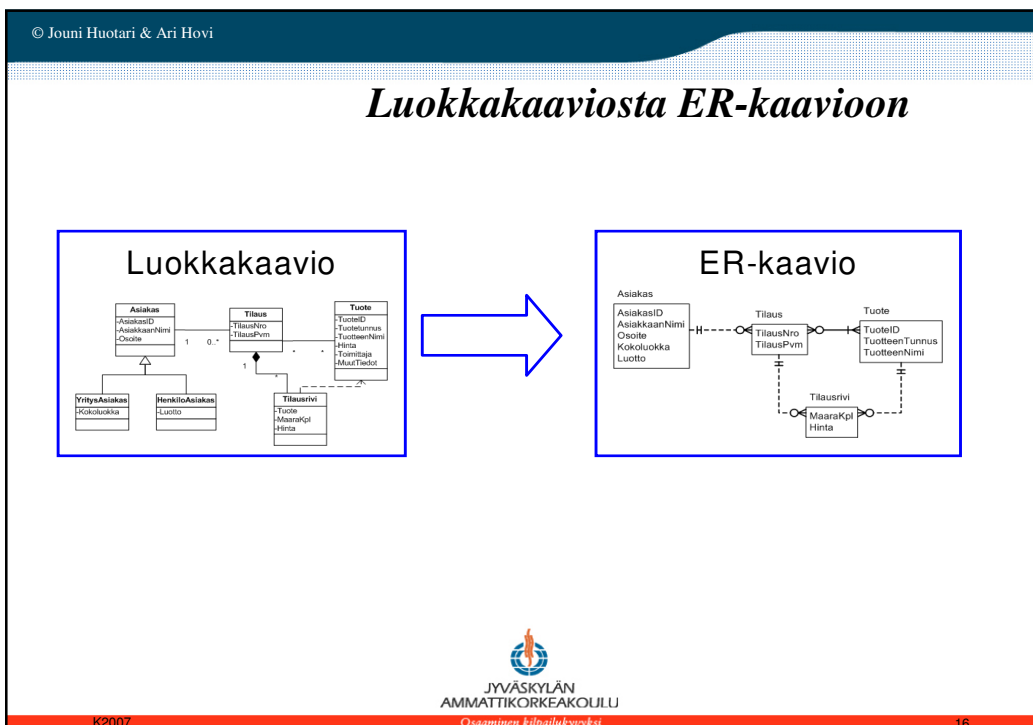 © Jouni Huotari & Ari Hovi
Luokkakaaviosta ER-kaavioon
Luokkakaavio
Asiakas
-AsiakasID
-AsiakkaanNimi
-Osoite
1
0..*
Tilaus
-TilausNro
-TilausPvm
*
*
Tuote
-TuoteID
-Tuotetunnus
-TuotteenNimi
-Hinta
-Toimittaja
-MuutTiedot
1
*
YritysAsiakas
-Kokoluokka
HenkiloAsiakas
-Luotto
Tilausrivi
-Tuote
-MaaraKpl
-Hinta
ER-kaavio
Asiakas
AsiakasID
AsiakkaanNimi
Osoite
Kokoluokka
Luotto
Tilaus
TilausNro
TilausPvm
Tuote
TuoteID
TuotteenTunnus
TuotteenNimi
Tilausrivi
MaaraKpl
Hinta
JYVÄSKYLÄN
AMMATTIKORKEAKOULU
K2007
Osaaminen kilpailukyvyksi
16